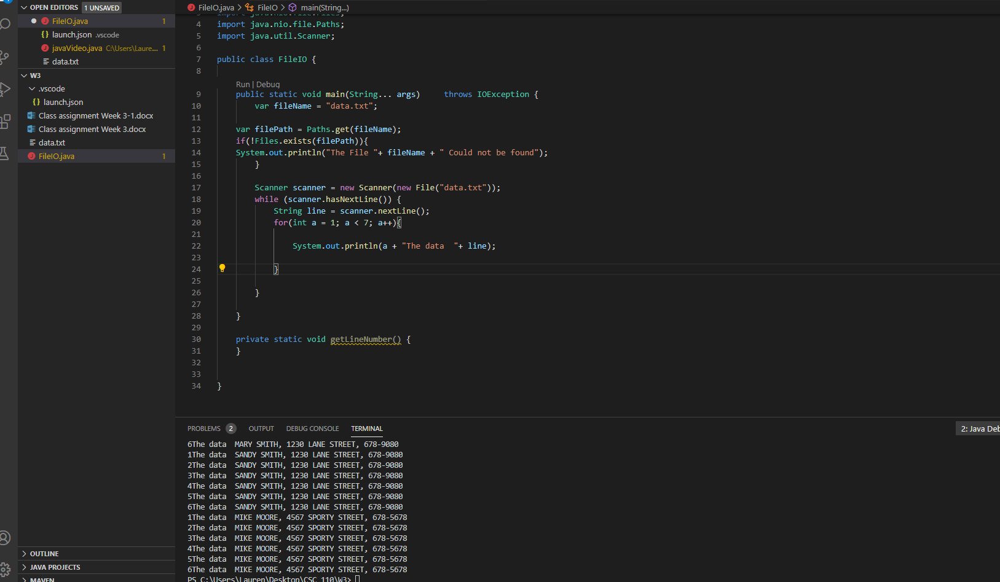 OPEN EDITORS 1 UNSAVED
FileIO.java 1
launch.json .vscode
javaVideo.java C:\Users\Laure... 1
data.txt
W3
.vscode
launch.json
Class assignment Week 3-1.docx
Class assignment Week 3.docx
data.txt
FileIO.java 1
OUTLINE
JAVA PROJECTS
MAVEN
FileIO.java > FileIO > main(String...)
3 import java.nio.file.Files;
4 import java.nio.file.Paths;
5 import java.util.Scanner;
6
7 public class FileIO {
8
Run | Debug
9 public static void main(String... args)     throws IOException {
10 var fileName = "data.txt";
11
12 var filePath = Paths.get(fileName);
13 if(!Files.exists(filePath)){
14 System.out.println("The File "+ fileName + " Could not be found");
15 }
16
17 Scanner scanner = new Scanner(new File("data.txt"));
18 while (scanner.hasNextLine()) {
19 String line = scanner.nextLine();
20 for(int a = 1; a < 7; a++){
21
22 System.out.println(a + "The data  "+ line);
23
24 }
25
26 }
27
28 }
29
30 private static void getLineNumber() {
31 }
32
33
34 }
PROBLEMS 2 OUTPUT DEBUG CONSOLE TERMINAL 2: Java Deb
6The data  MARY SMITH, 1230 LANE STREET, 678-9080
1The data  SANDY SMITH, 1230 LANE STREET, 678-9080
2The data  SANDY SMITH, 1230 LANE STREET, 678-9080
3The data  SANDY SMITH, 1230 LANE STREET, 678-9080
4The data  SANDY SMITH, 1230 LANE STREET, 678-9080
5The data  SANDY SMITH, 1230 LANE STREET, 678-9080
6The data  SANDY SMITH, 1230 LANE STREET, 678-9080
1The data  MIKE MOORE, 4567 SPORTY STREET, 678-5678
2The data  MIKE MOORE, 4567 SPORTY STREET, 678-5678
3The data  MIKE MOORE, 4567 SPORTY STREET, 678-5678
4The data  MIKE MOORE, 4567 SPORTY STREET, 678-5678
5The data  MIKE MOORE, 4567 SPORTY STREET, 678-5678
6The data  MIKE MOORE, 4567 SPORTY STREET, 678-5678
PS C:\Users\Lauren\Desktop\CSC 110\W3>